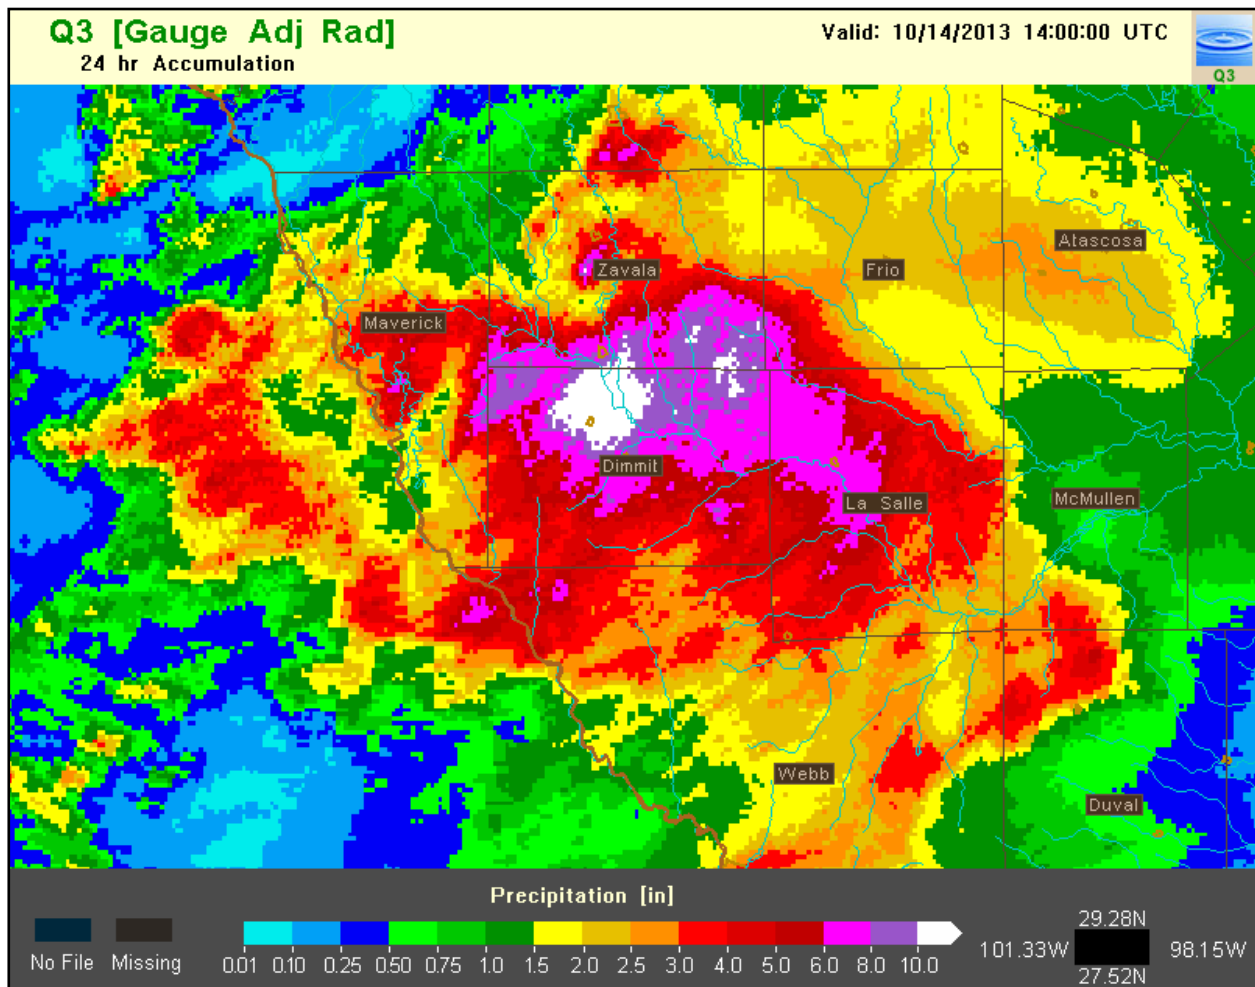 Q3 [Gauge Adj Rad]
Valid: 10/14/2013 14:00:00 UTC
24 hr Accumulation
Q3
Atascosa
Zavala
Frio
Maverick
Dimmit
La Salle
McMullen
Webb
Duval
Precipitation [in]
No File
Missing
0.01 0.10 0.25 0.50 0.75 1.0 1.5 2.0 2.5 3.0 4.0 5.0 6.0 8.0 10.0
29.28N
101.33W
98.15W
27.52N